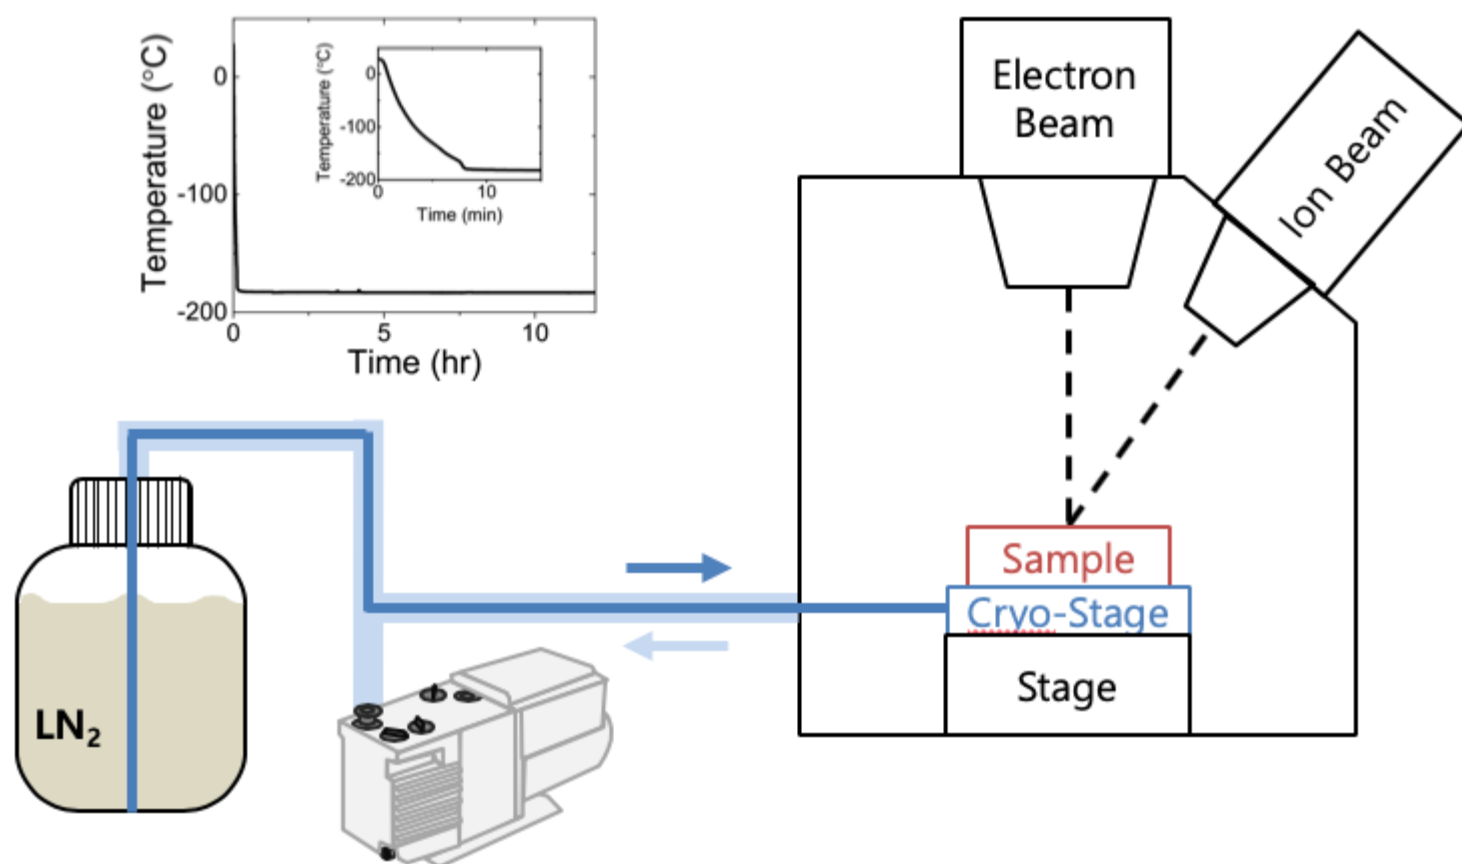 Temperature (°C)
0
-100
-200
0
5
10
Time (hr)
Temperature (°C)
0
-100
-200
0
10
Time (min)
Electron
Beam
Ion Beam
Sample
Cryo-Stage
Stage
LN₂